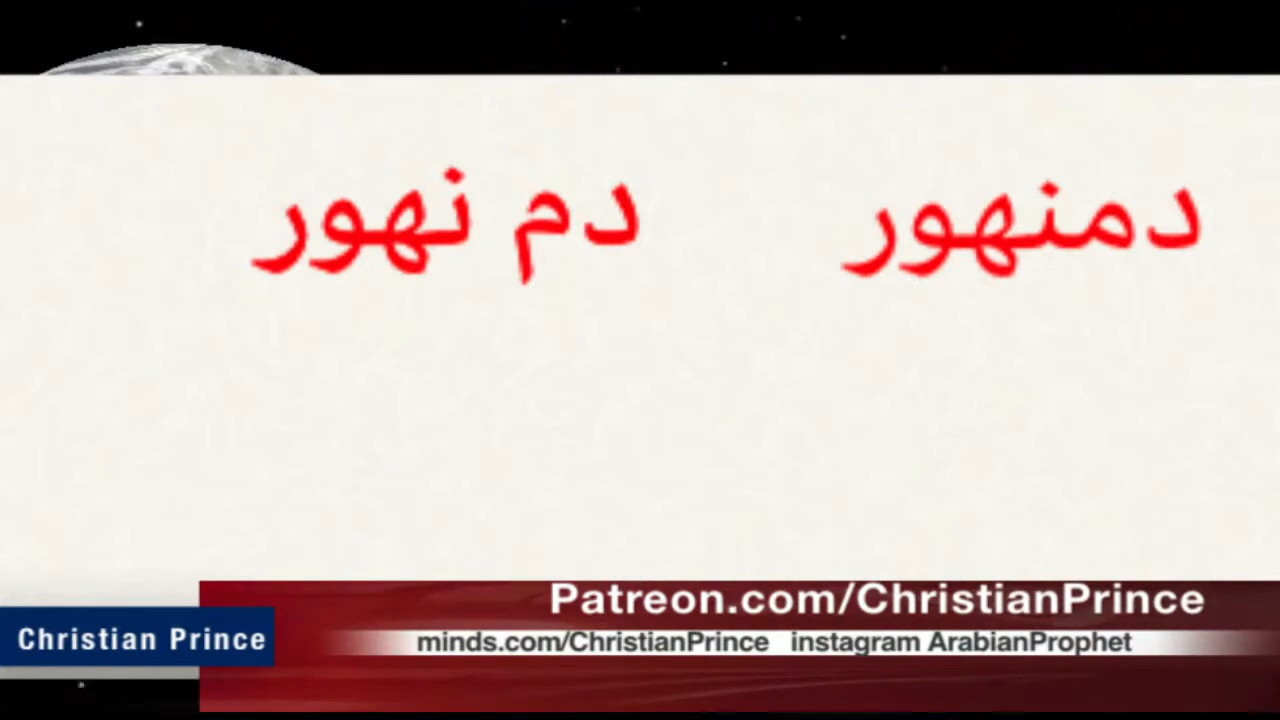 دمنهور دم نهور
Patreon.com/ChristianPrince
Christian Prince
minds.com/ChristianPrince instagram ArabianProphet